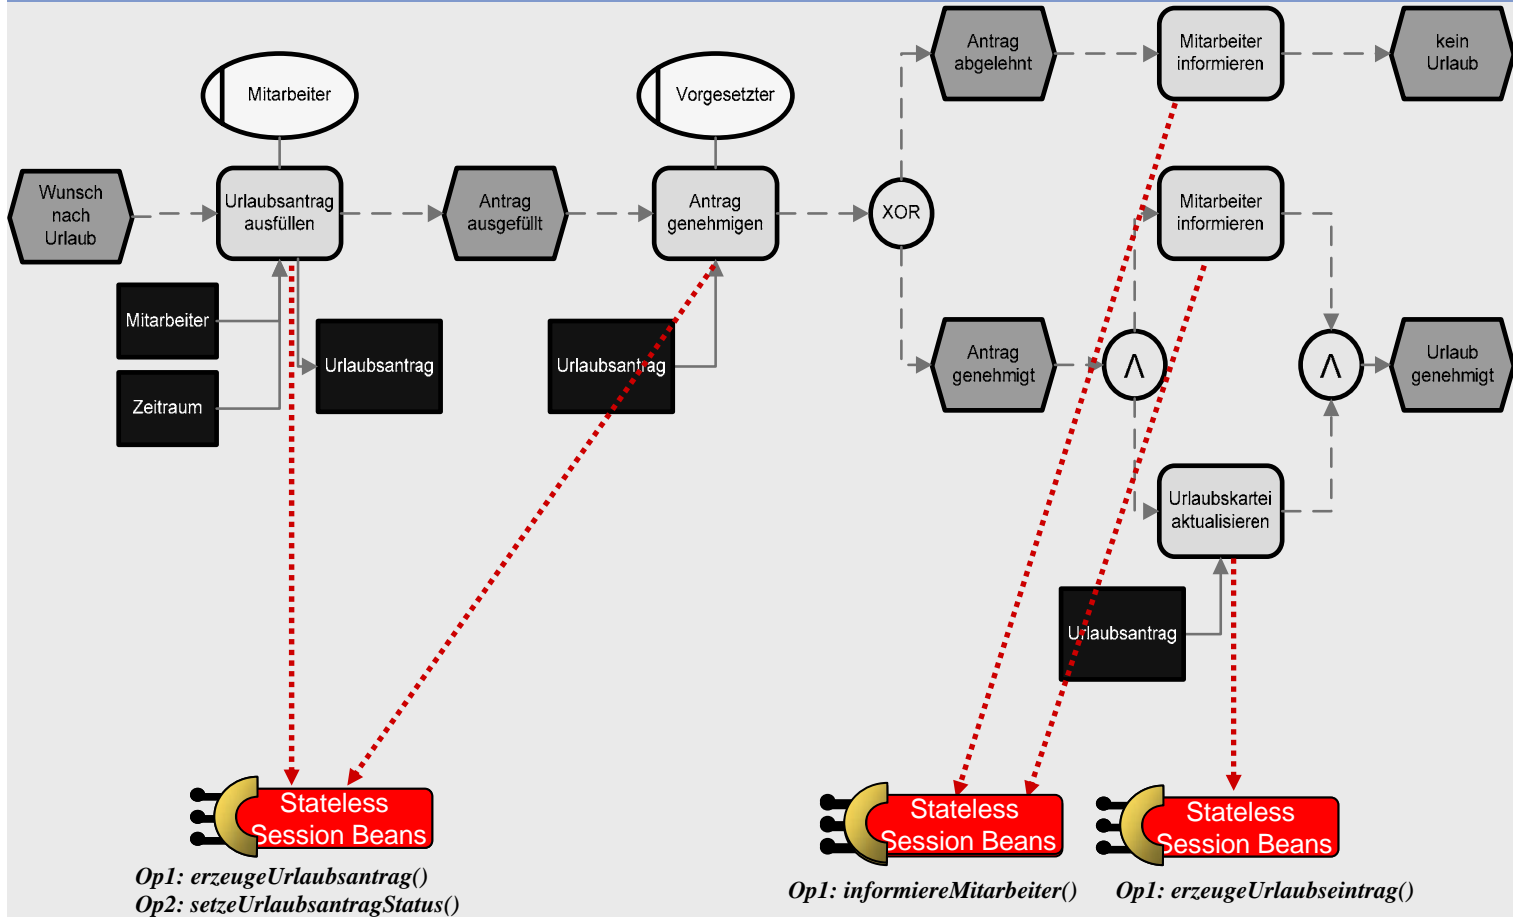 Antrag
abgelehnt
Mitarbeiter
informieren
kein
Urlaub
Mitarbeiter
Vorgesetzter
Wunsch
nach
Urlaub
Urlaubsantrag
ausfüllen
Antrag
ausgefüllt
Antrag
genehmigen
XOR
Mitarbeiter
informieren
Mitarbeiter
Zeitraum
Urlaubsantrag
Urlaubsantrag
Antrag
genehmigt
Λ
Λ
Urlaub
genehmigt
Urlaubskartei
aktualisieren
Urlaubsantrag
Stateless
Session Beans
Op1: erzeugeUrlaubsantrag()
Op2: setzeUrlaubsantragStatus()
Stateless
Session Beans
Op1: informiereMitarbeiter()
Stateless
Session Beans
Op1: erzeugeUrlaubseintrag()